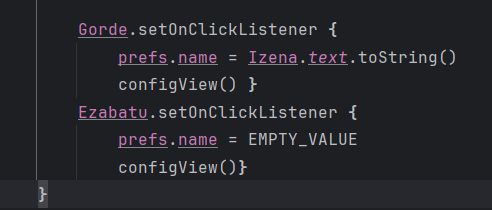 Gorde.setOnClickListener {
prefs.name = Izena.text.toString()
configView() }
Ezabatu.setOnClickListener {
prefs.name = EMPTY_VALUE
configView()}
}